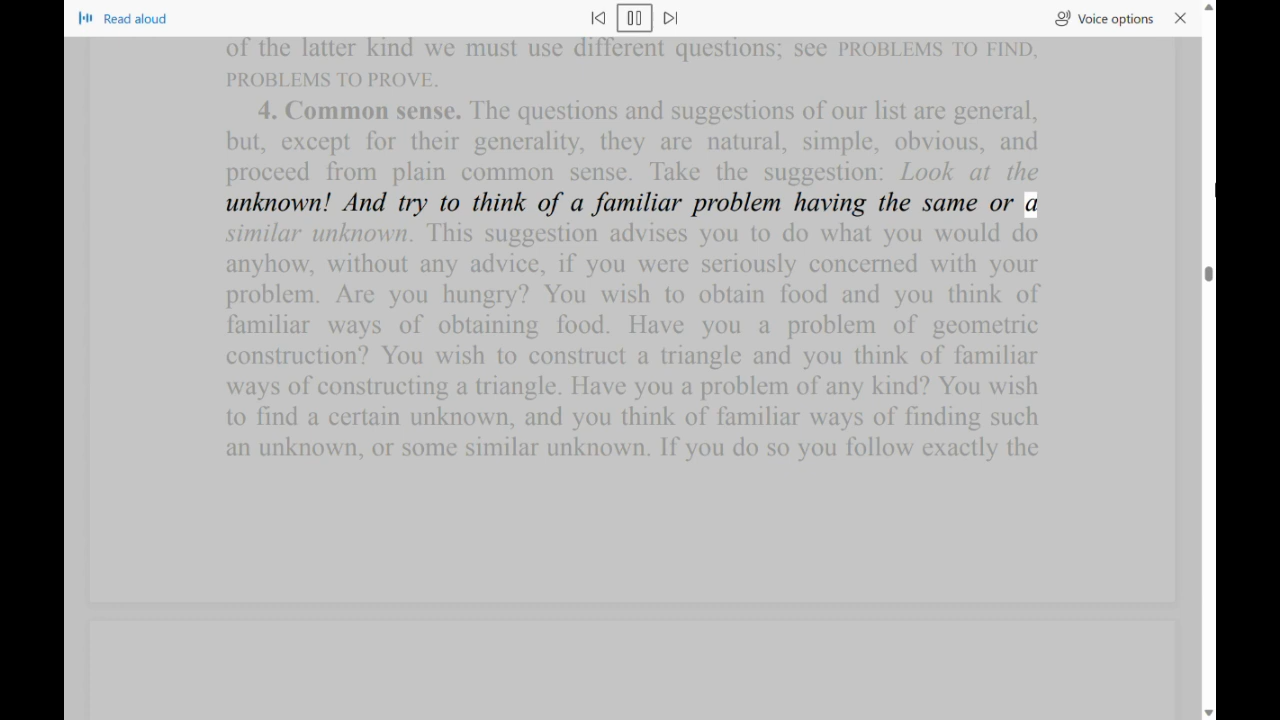 Read aloud
Voice options
of the latter kind we must use different questions; see PROBLEMS TO FIND,
PROBLEMS TO PROVE.
4. Common sense. The questions and suggestions of our list are general,
but, except for their generality, they are natural, simple, obvious, and
proceed from plain common sense. Take the suggestion: Look at the
unknown! And try to think of a familiar problem having the same or a
similar unknown. This suggestion advises you to do what you would do
anyhow, without any advice, if you were seriously concerned with your
problem. Are you hungry? You wish to obtain food and you think of
familiar ways of obtaining food. Have you a problem of geometric
construction? You wish to construct a triangle and you think of familiar
ways of constructing a triangle. Have you a problem of any kind? You wish
to find a certain unknown, and you think of familiar ways of finding such
an unknown, or some similar unknown. If you do so you follow exactly the